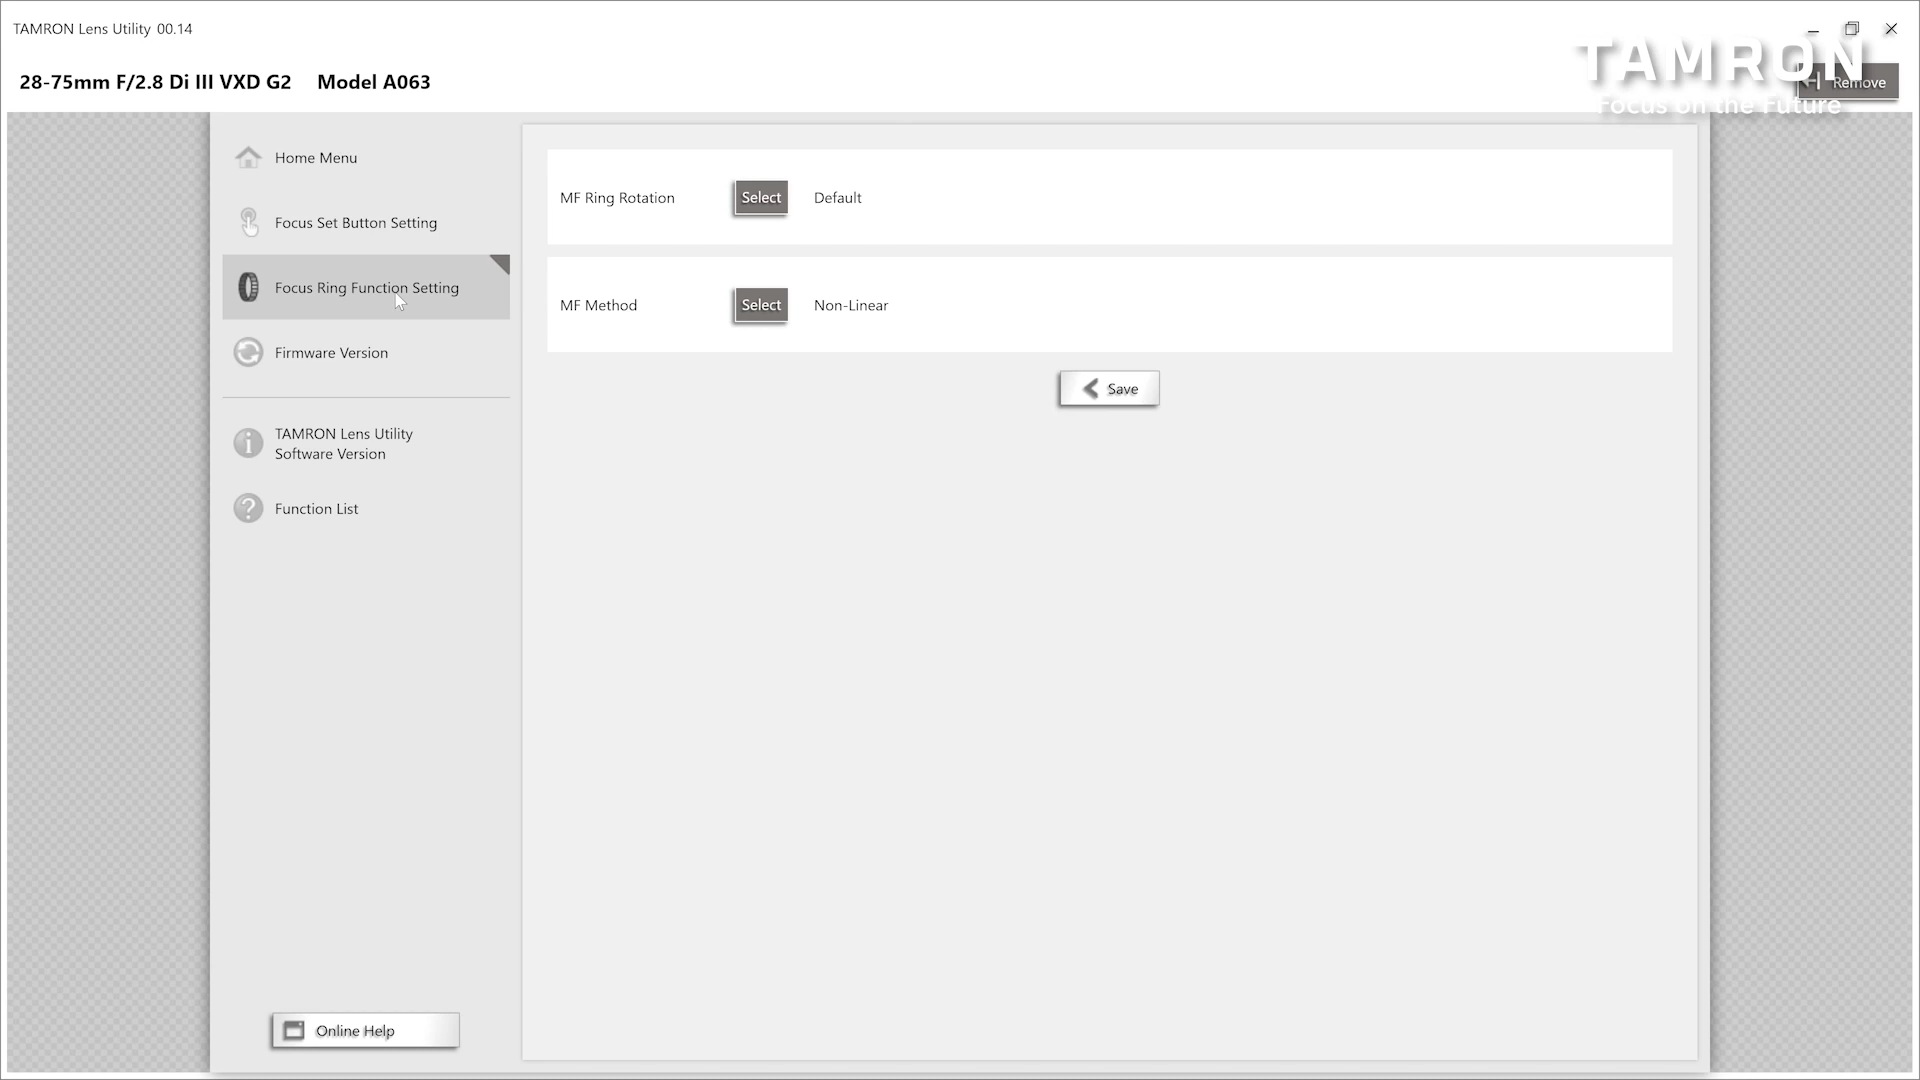 TAMRON Lens Utility 00.14
28-75mm F/2.8 Di III VXD G2 Model A063
TAMRON
Focus on the Future
Remove
Home Menu
Focus Set Button Setting
Focus Ring Function Setting
Firmware Version
TAMRON Lens Utility
Software Version
Function List
Online Help
MF Ring Rotation Select Default
MF Method Select Non-Linear
Save